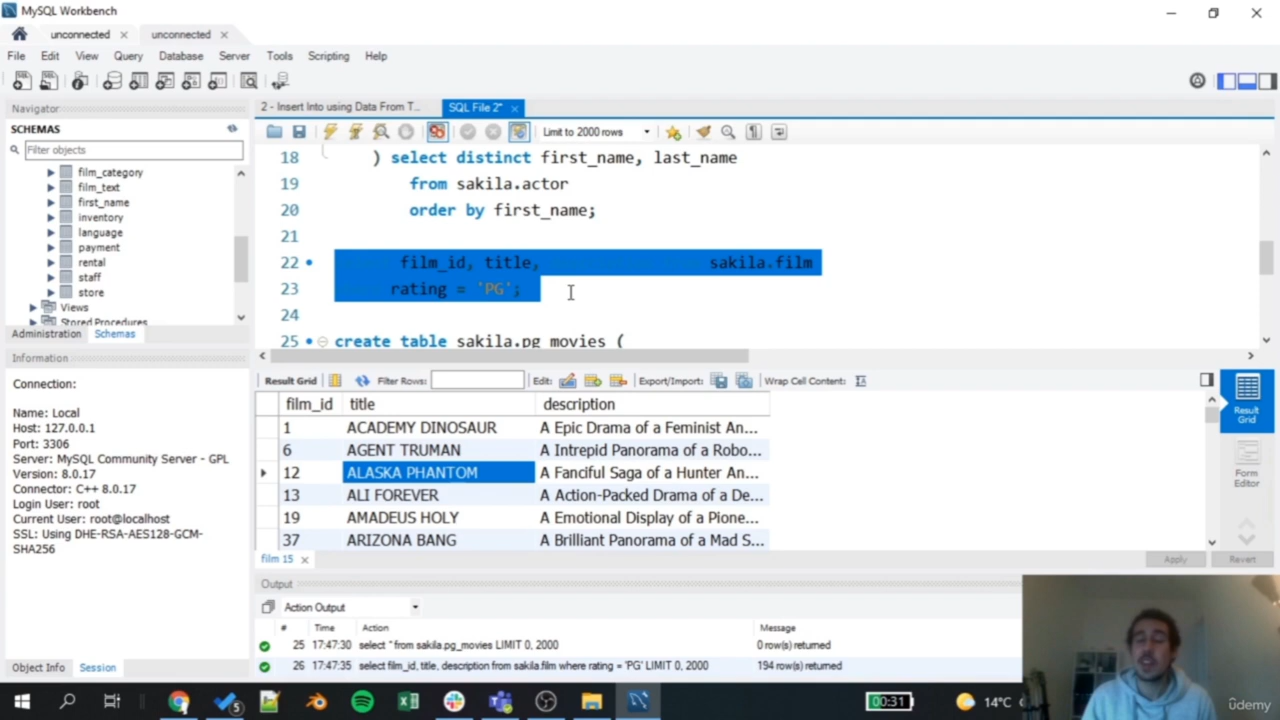 MySQL Workbench
unconnected × unconnected ×
File Edit View Query Database Server Tools Scripting Help
Navigator
SCHEMAS
Filter objects
film_category
film_text
first_name
inventory
language
payment
rental
staff
store
Views
Stored Procedures
Administration Schemas
Information
Connection:
Name: Local
Host: 127.0.0.1
Port: 3306
Server: MySQL Community Server - GPL
Version: 8.0.17
Connector: C++ 8.0.17
Login User: root
Current User: root@localhost
SSL: Using DHE-RSA-AES128-GCM-
SHA256
Object Info Session
2 - Insert Into using Data From T... SQL File 2* ×
Limit to 2000 rows
18 ) select distinct first_name, last_name
19 from sakila.actor
20 order by first_name;
21
22 film_id, title, sakila.film
23 rating = 'PG';
24
25 create table sakila.pg_movies (
Result Grid Filter Rows: Edit: Export/Import: Wrap Cell Content:
film_id title description
1 ACADEMY DINOSAUR A Epic Drama of a Feminist An...
6 AGENT TRUMAN A Intrepid Panorama of a Robo...
12 ALASKA PHANTOM A Fanciful Saga of a Hunter An...
13 ALI FOREVER A Action-Packed Drama of a De...
19 AMADEUS HOLY A Emotional Display of a Pione...
37 ARIZONA BANG A Brilliant Panorama of a Mad S...
Result
Grid
Form
Editor
film 15 × Apply Revert
Output
Action Output
# Time Action Message
25 17:47:30 select * from sakila.pg_movies LIMIT 0, 2000 0 row(s) returned
26 17:47:35 select film_id, title, description from sakila.film where rating = 'PG' LIMIT 0, 2000 194 row(s) returned
5
00:31
14°C
ûdemy